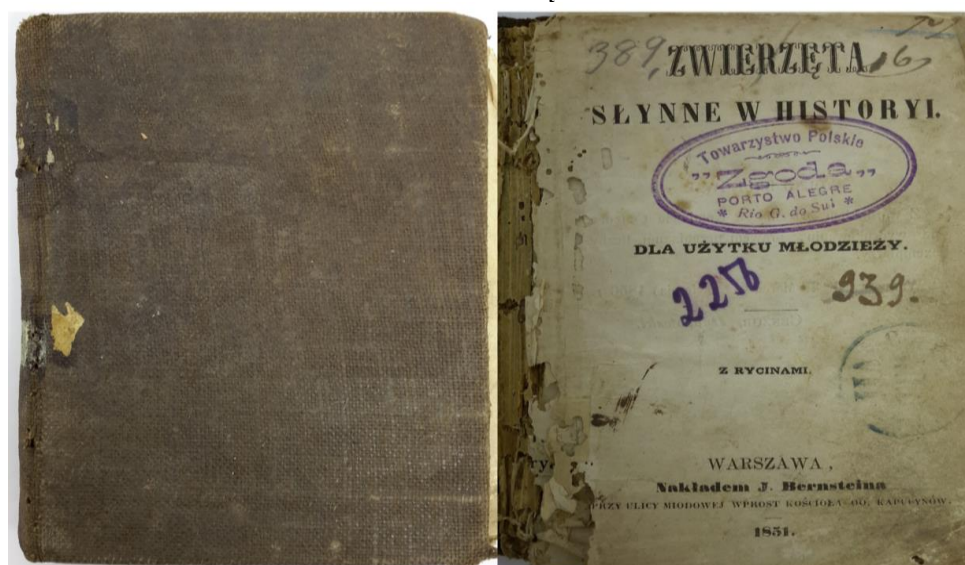 389,
ZWIERZĘTA
16
SŁYNNE W HISTORYI.
Towarzystwo Polskie
„Zgoda„
PORTO ALEGRE
* Rio G. do Sul *
DLA UŻYTKU MŁODZIEŻY.
939.
Z RYCINAMI.
WARSZAWA,
Nakładem J. Bernsteina
PRZY ULICY MIODOWEJ WPROST KOŚCIOŁA OO. KAPUCYNÓW.
1851.